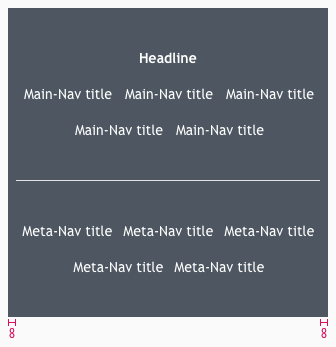 Headline
Main-Nav title Main-Nav title Main-Nav title
Main-Nav title Main-Nav title
Meta-Nav title Meta-Nav title Meta-Nav title
Meta-Nav title Meta-Nav title
8 8